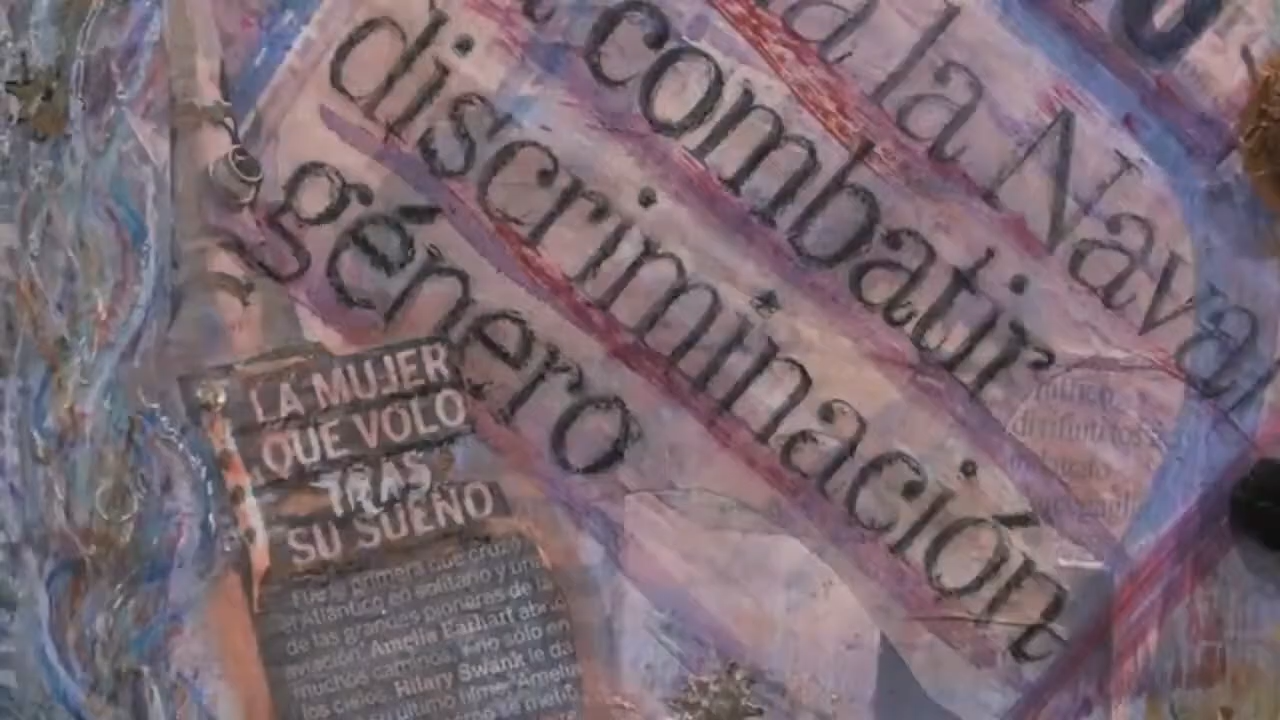 a la Naval
combatir
discriminación
género
LA MUJER
QUE VOLÓ
TRAS
SU SUEÑO
Fue la primera que cruzó
Atlántico en solitario y una
de las grandes pioneras de la
aviación. Amelia Earhart abrió
muchos caminos, y no sólo en
los cielos. Hilary Swank le da
su último filme, 'Amelia